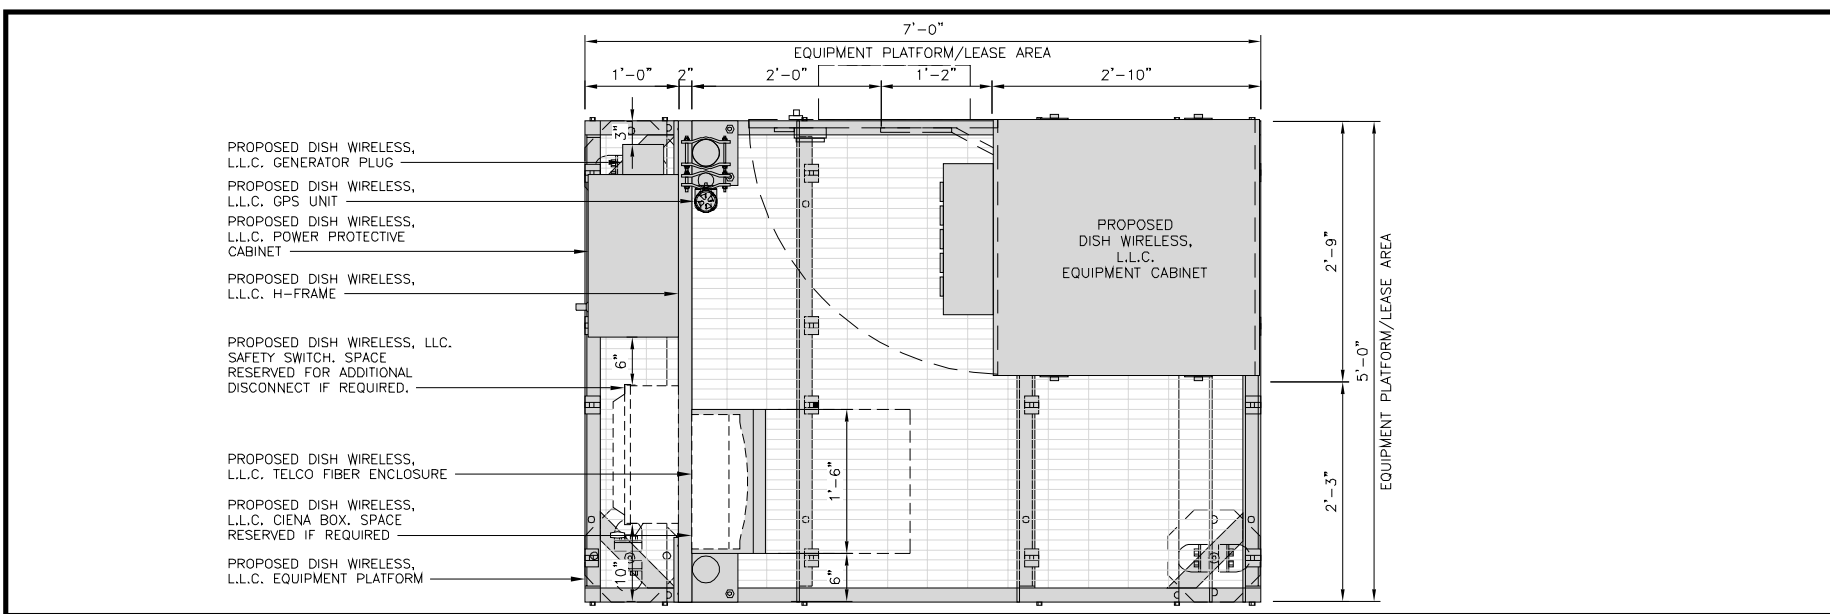 7'-0"
EQUIPMENT PLATFORM/LEASE AREA
1'-0"
2"
2'-0"
1'-2"
2'-10"
3"
PROPOSED DISH WIRELESS,
L.L.C. GENERATOR PLUG
PROPOSED DISH WIRELESS,
L.L.C. GPS UNIT
PROPOSED DISH WIRELESS,
L.L.C. POWER PROTECTIVE
CABINET
PROPOSED DISH WIRELESS,
L.L.C. H-FRAME
PROPOSED DISH WIRELESS, LLC.
SAFETY SWITCH. SPACE
RESERVED FOR ADDITIONAL
DISCONNECT IF REQUIRED.
PROPOSED DISH WIRELESS,
L.L.C. TELCO FIBER ENCLOSURE
PROPOSED DISH WIRELESS,
L.L.C. CIENA BOX. SPACE
RESERVED IF REQUIRED
PROPOSED DISH WIRELESS,
L.L.C. EQUIPMENT PLATFORM
6"
10"
1'-6"
6"
PROPOSED
DISH WIRELESS,
L.L.C.
EQUIPMENT CABINET
2'-9"
2'-3"
5'-0"
EQUIPMENT PLATFORM/LEASE AREA